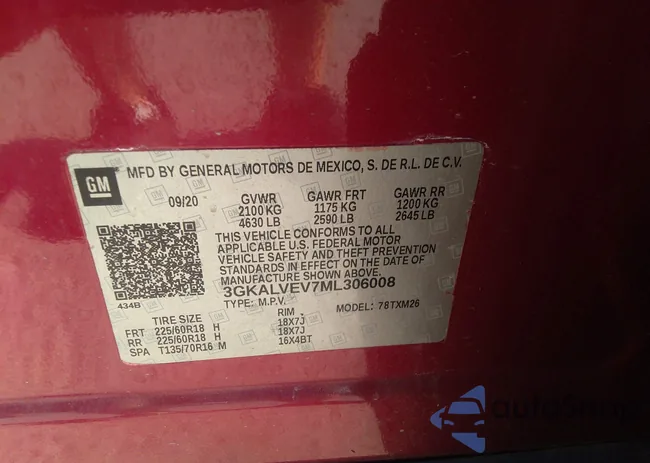 GM
MFD BY GENERAL MOTORS DE MEXICO, S. DE R.L. DE C.V.
09/20 GVWR GAWR FRT GAWR RR
2100 KG 1175 KG 1200 KG
4630 LB 2590 LB 2645 LB
THIS VEHICLE CONFORMS TO ALL
APPLICABLE U.S. FEDERAL MOTOR
VEHICLE SAFETY AND THEFT PREVENTION
STANDARDS IN EFFECT ON THE DATE OF
MANUFACTURE SHOWN ABOVE.
434B 3GKALVEV7ML306008
TYPE: M.P.V. MODEL: 78TXM26
TIRE SIZE RIM
FRT 225/60R18 H 18X7J
RR 225/60R18 H 18X7J
SPA T135/70R16 M 16X4BT